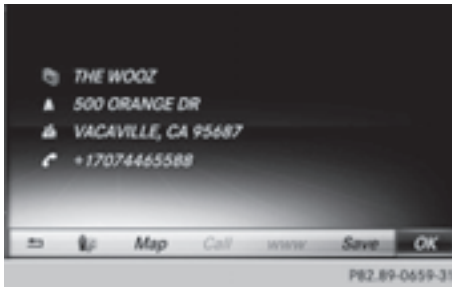 THE WOOZ
500 ORANGE DR
VACAVILLE, CA 95687
+17074465588
Map Call www Save OK
P82.89-0659-31